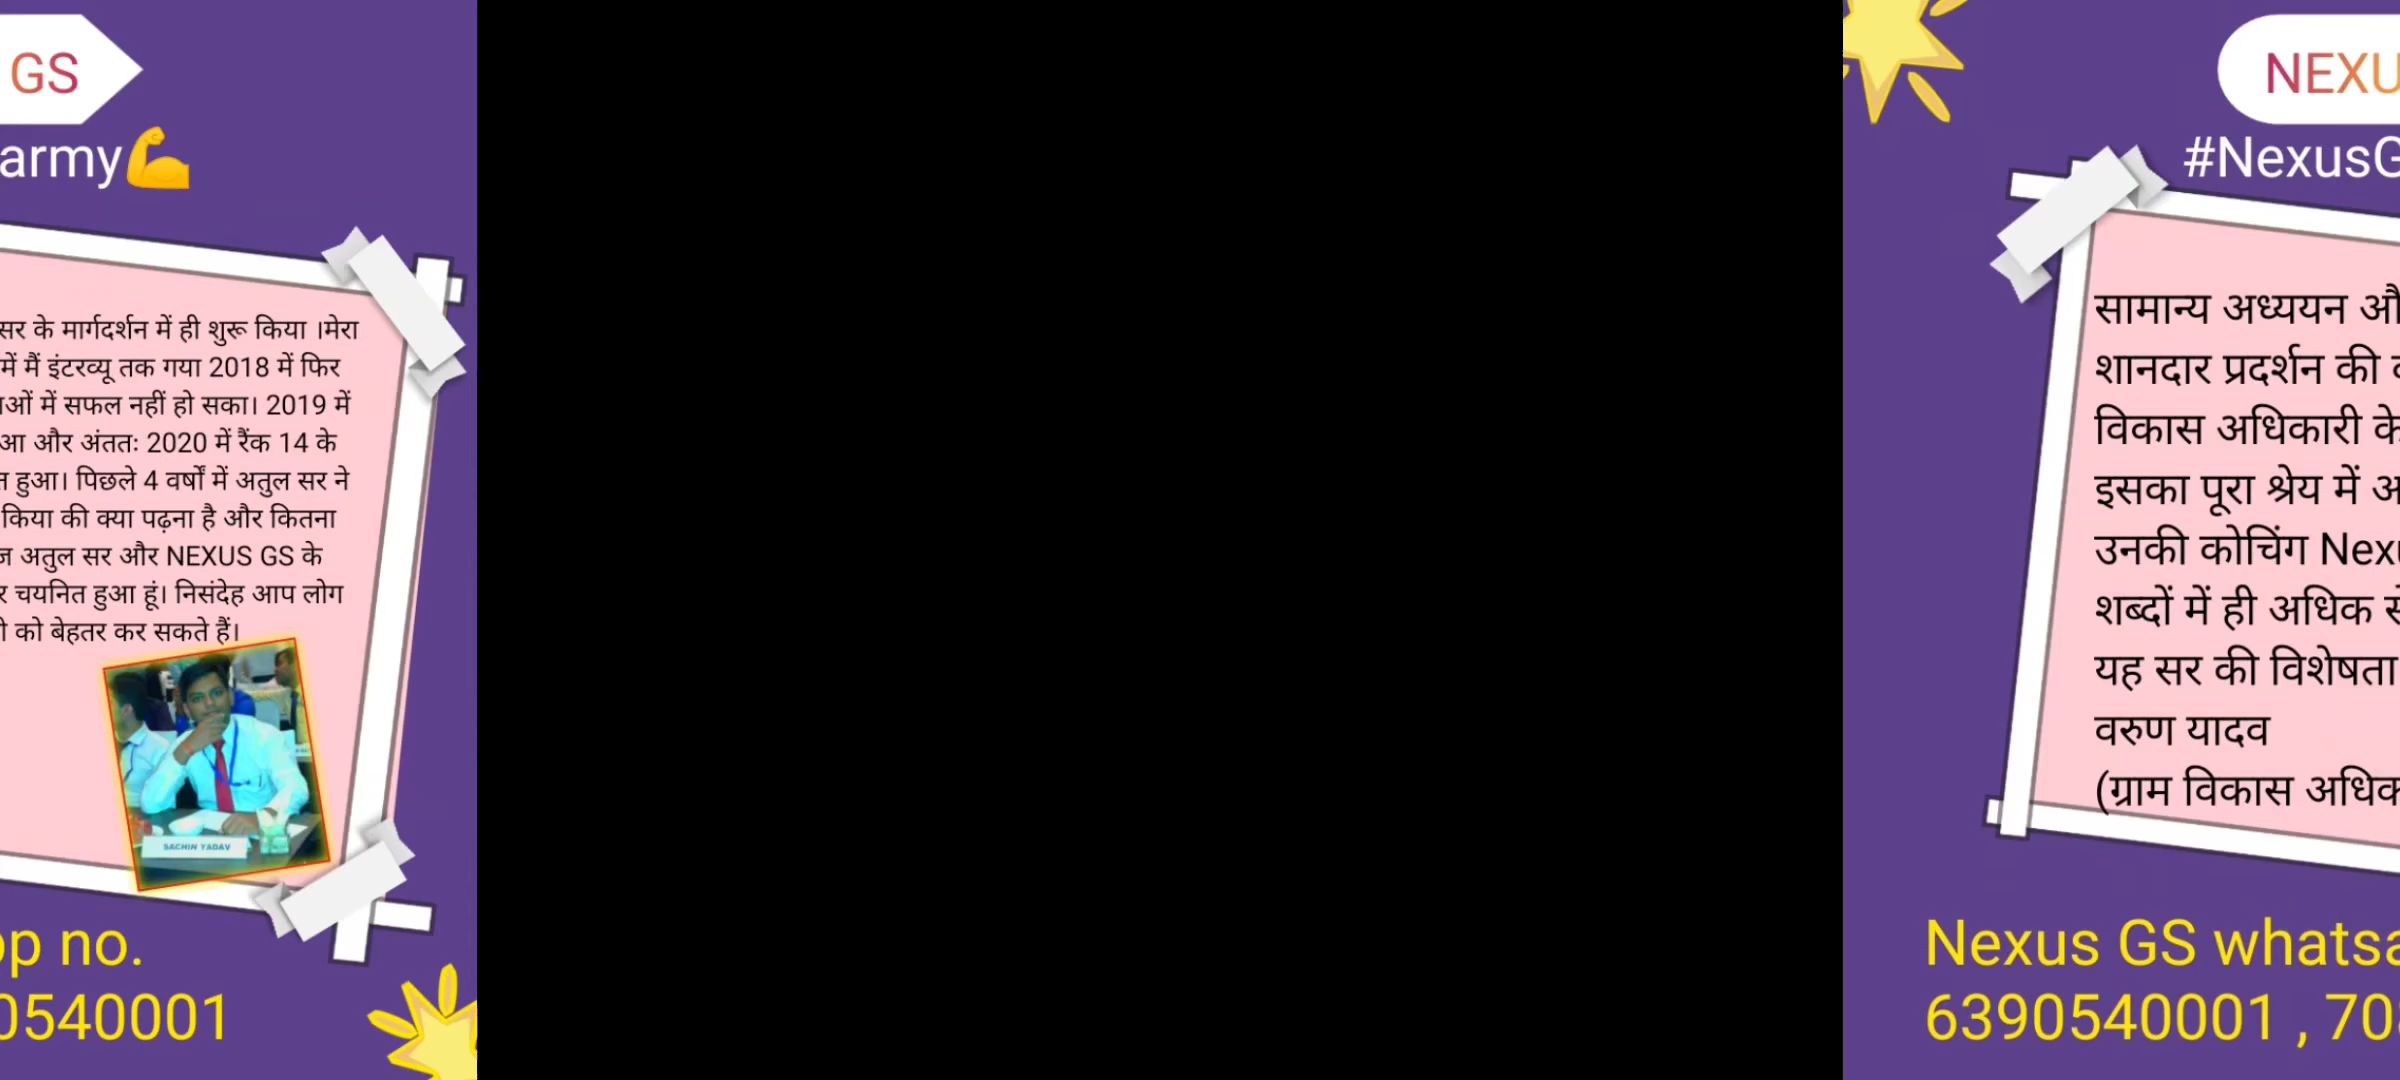 GS
army💪
सर के मार्गदर्शन में ही शुरू किया ।मेरा
में मैं इंटरव्यू तक गया 2018 में फिर
ओं में सफल नहीं हो सका। 2019 में
आ और अंततः 2020 में रैंक 14 के
हुआ। पिछले 4 वर्षों में अतुल सर ने
किया की क्या पढ़ना है और कितना
अतुल सर और NEXUS GS के
चयनित हुआ हूं। निसंदेह आप लोग
को बेहतर कर सकते हैं।
SACHIN YADAV
pp no.
0540001
NEXU
#NexusG
सामान्य अध्ययन औ
शानदार प्रदर्शन की
विकास अधिकारी के
इसका पूरा श्रेय में अ
उनकी कोचिंग Nexu
शब्दों में ही अधिक से
यह सर की विशेषता
वरुण यादव
(ग्राम विकास अधिक
Nexus GS whatsa
6390540001 , 708